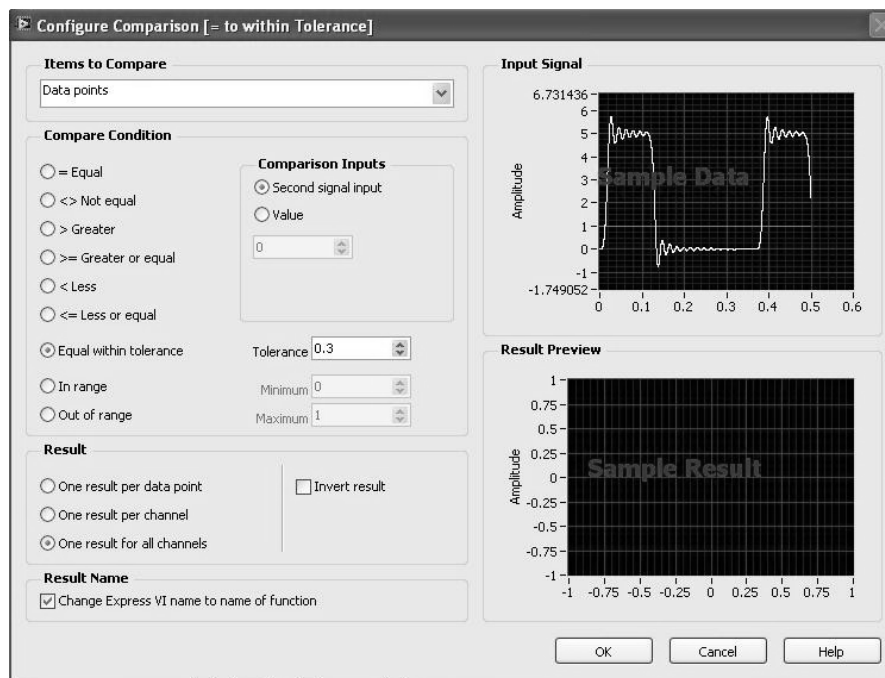 Configure Comparison [= to within Tolerance]
Items to Compare
Data points
Compare Condition
= Equal
<> Not equal
> Greater
>= Greater or equal
< Less
<= Less or equal
Equal within tolerance
In range
Out of range
Comparison Inputs
Second signal input
Value
0
Tolerance 0.3
Minimum 0
Maximum 1
Result
One result per data point
One result per channel
One result for all channels
Invert result
Result Name
Change Express VI name to name of function
Input Signal
Amplitude
6.731436
6
5
4
3
2
1
0
-1
-1.749052
Sample Data
0 0.1 0.2 0.3 0.4 0.5 0.6
Result Preview
Amplitude
1
0.75
0.5
0.25
0
-0.25
-0.5
-0.75
-1
Sample Result
-1 -0.75 -0.5 -0.25 0 0.25 0.5 0.75 1
OK Cancel Help